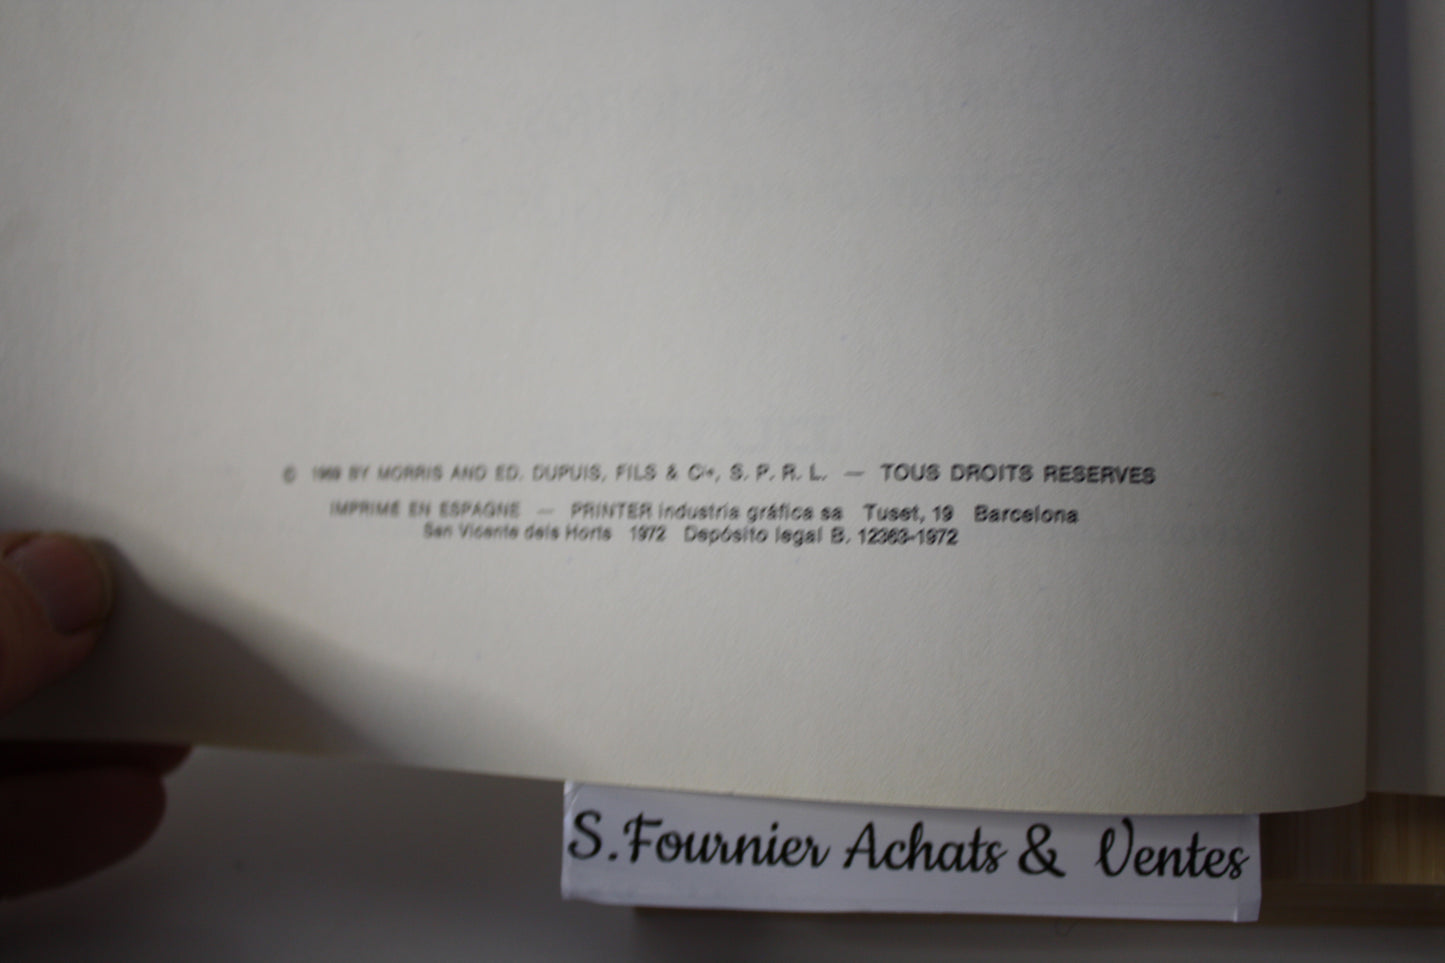 © 1969 BY MORRIS AND ED. DUPUIS, FILS & Cie, S. P. R. L. — TOUS DROITS RESERVES
IMPRIME EN ESPAGNE — PRINTER industria gráfica sa Tuset, 19 Barcelona
San Vicente dels Horts 1972 Depósito legal B. 12363-1972
S.Fournier Achats & Ventes